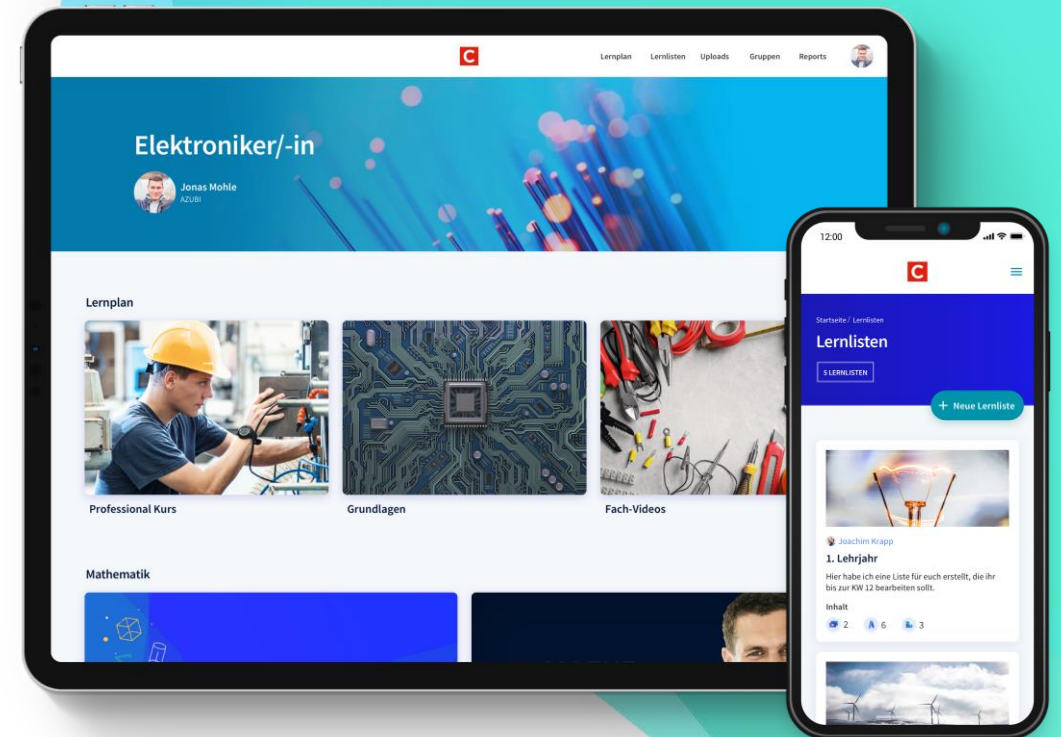 C
Lernplan Lernlisten Uploads Gruppen Reports
Elektroniker/-in
Jonas Mohle
AZUBI
Lernplan
Professional Kurs
Grundlagen
Fach-Videos
Mathematik
12:00
C
Startseite / Lernlisten
Lernlisten
5 LERNLISTEN
+ Neue Lernliste
Joachim Krapp
1. Lehrjahr
Hier habe ich eine Liste für euch erstellt, die ihr
bis zur KW 12 bearbeiten sollt.
Inhalt
2 6 3